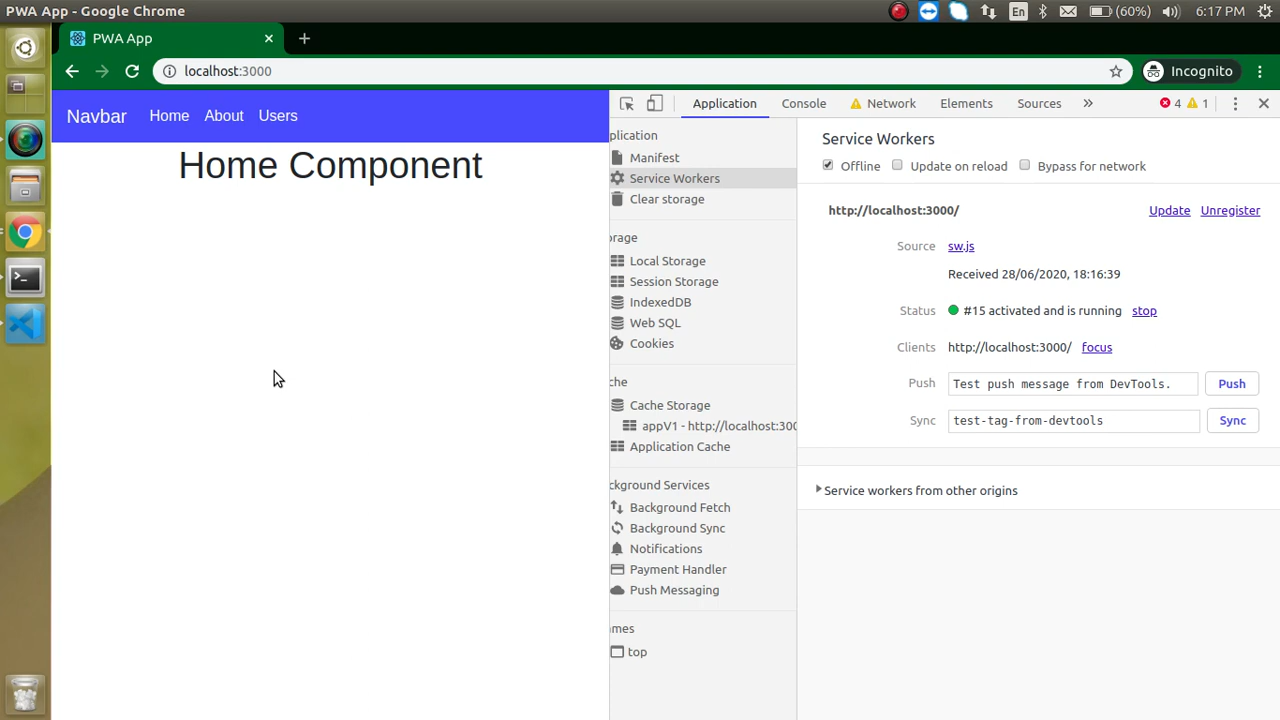 PWA App - Google Chrome
En
(60%)
6:17 PM
PWA App
localhost:3000
Incognito
Navbar Home About Users
Home Component
Application Console Network Elements Sources » 4 1
plication
Manifest
Service Workers
Clear storage
rage
Local Storage
Session Storage
IndexedDB
Web SQL
Cookies
che
Cache Storage
appV1 - http://localhost:300
Application Cache
ckground Services
Background Fetch
Background Sync
Notifications
Payment Handler
Push Messaging
mes
top
Service Workers
Offline Update on reload Bypass for network
http://localhost:3000/ Update Unregister
Source sw.js
Received 28/06/2020, 18:16:39
Status #15 activated and is running stop
Clients http://localhost:3000/ focus
Push Test push message from DevTools. Push
Sync test-tag-from-devtools Sync
Service workers from other origins